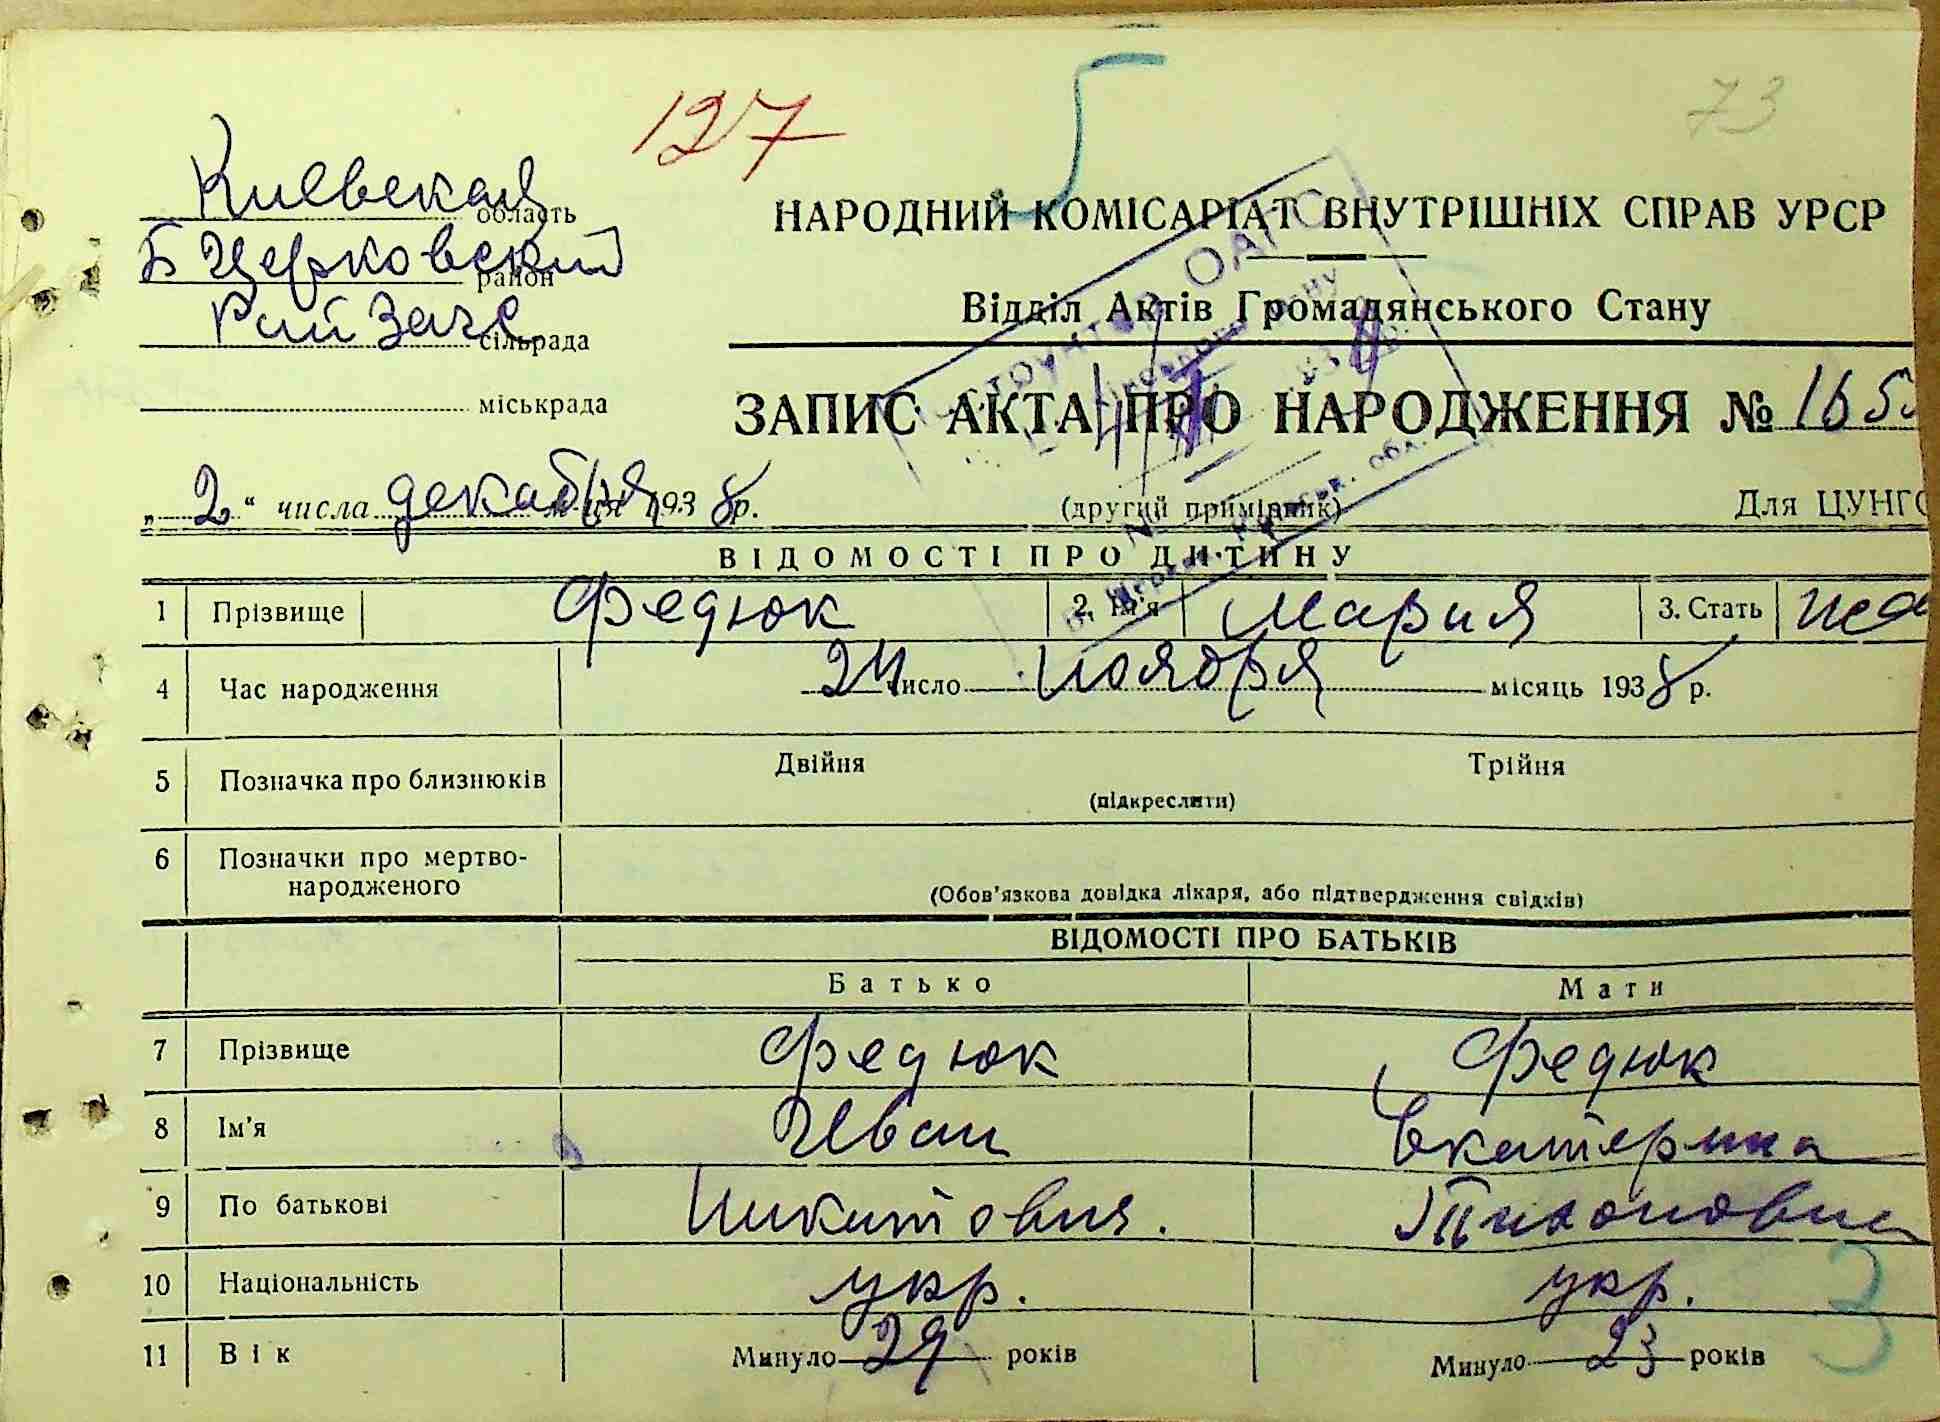 127
5
73
Киевская область
Б Церковский район
Рай Загс сільрада
міськрада
НАРОДНИЙ КОМІСАРІАТ ВНУТРІШНІХ СПРАВ УРСР
Відділ Актів Громадянського Стану
ЗАПИС АКТА ПРО НАРОДЖЕННЯ № 165
„2“ числа декабря м-ця 1938 р.
(другий примірник)
Для ЦУНГО
ВІДОМОСТІ ПРО ДИТИНУ
1 Прізвище Федюк 2. Ім'я Мария 3. Стать
4 Час народження 24 число ноября місяць 1938 р.
5 Позначка про близнюків Двійня Трійня
(підкреслити)
6 Позначки про мертво-
народженого
(Обов'язкова довідка лікаря, або підтвердження свідків)
ВІДОМОСТІ ПРО БАТЬКІВ
Батько Мати
7 Прізвище Федюк Федюк
8 Ім'я Иван Екатерина
9 По батькові Никитович. Тихоновна
10 Національність укр. укр.
11 Вік Минуло 29 років Минуло 23 років
3